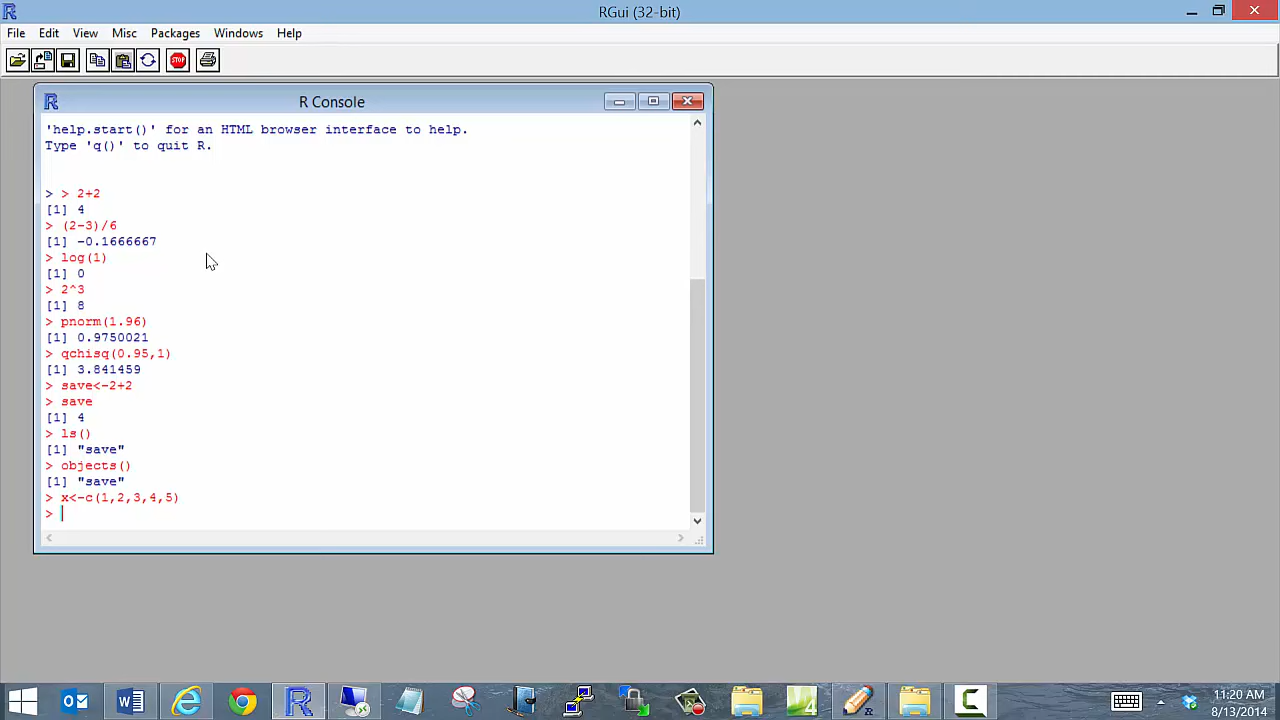 RGui (32-bit)
File Edit View Misc Packages Windows Help
STOP
R Console
'help.start()' for an HTML browser interface to help.
Type 'q()' to quit R.
> > 2+2
[1] 4
> (2-3)/6
[1] -0.1666667
> log(1)
[1] 0
> 2^3
[1] 8
> pnorm(1.96)
[1] 0.9750021
> qchisq(0.95,1)
[1] 3.841459
> save<-2+2
> save
[1] 4
> ls()
[1] "save"
> objects()
[1] "save"
> x<-c(1,2,3,4,5)
>
11:20 AM
8/13/2014